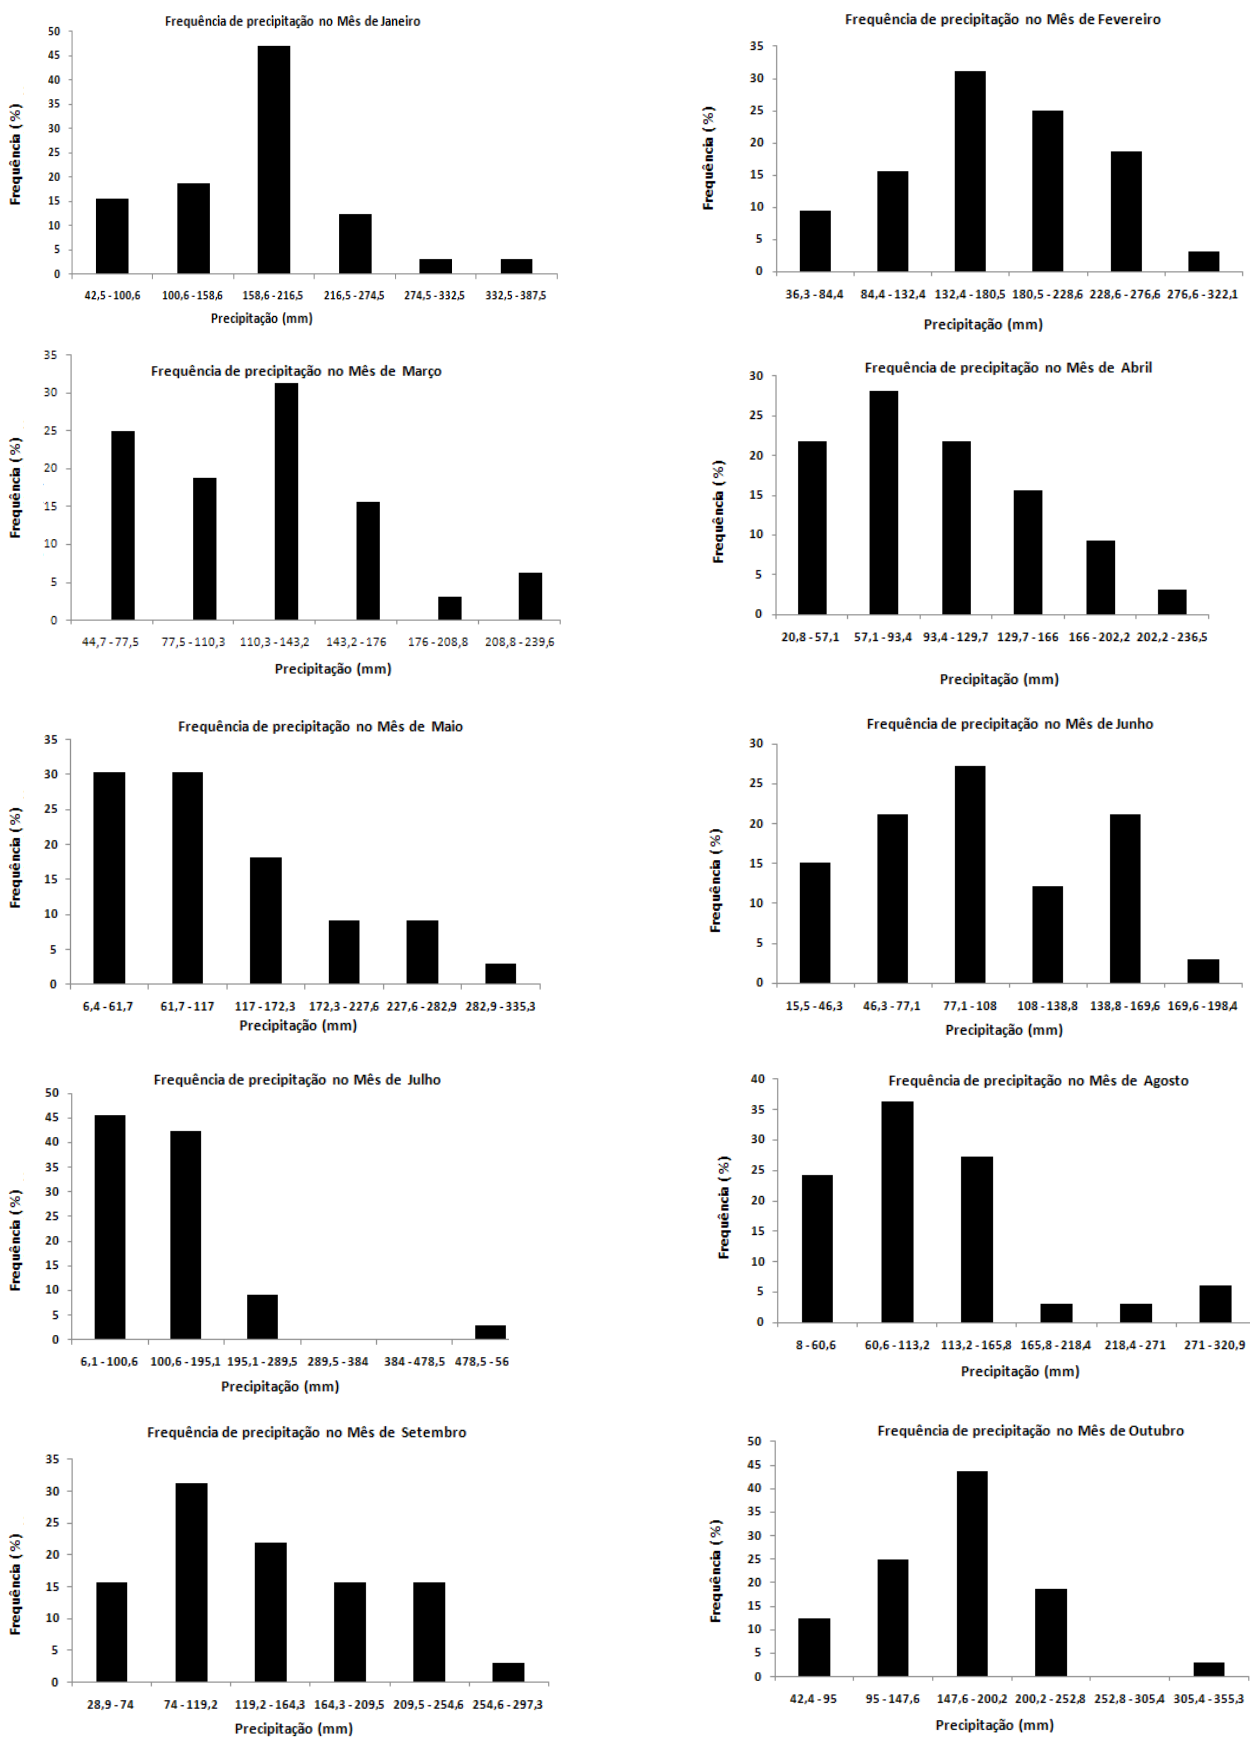 Frequência de precipitação no Mês de Janeiro
Frequência (%)
50
45
40
35
30
25
20
15
10
5
0
42,5 - 100,6 100,6 - 158,6 158,6 - 216,5 216,5 - 274,5 274,5 - 332,5 332,5 - 387,5
Precipitação (mm)
Frequência de precipitação no Mês de Fevereiro
Frequência (%)
35
30
25
20
15
10
5
0
36,3 - 84,4 84,4 - 132,4 132,4 - 180,5 180,5 - 228,6 228,6 - 276,6 276,6 - 322,1
Precipitação (mm)
Frequência de precipitação no Mês de Março
Frequência (%)
35
30
25
20
15
10
5
0
44,7 - 77,5 77,5 - 110,3 110,3 - 143,2 143,2 - 176 176 - 208,8 208,8 - 239,6
Precipitação (mm)
Frequência de precipitação no Mês de Abril
Frequência (%)
30
25
20
15
10
5
0
20,8 - 57,1 57,1 - 93,4 93,4 - 129,7 129,7 - 166 166 - 202,2 202,2 - 236,5
Precipitação (mm)
Frequência de precipitação no Mês de Maio
Frequência (%)
35
30
25
20
15
10
5
0
6,4 - 61,7 61,7 - 117 117 - 172,3 172,3 - 227,6 227,6 - 282,9 282,9 - 335,3
Precipitação (mm)
Frequência de precipitação no Mês de Junho
Frequência (%)
30
25
20
15
10
5
0
15,5 - 46,3 46,3 - 77,1 77,1 - 108 108 - 138,8 138,8 - 169,6 169,6 - 198,4
Precipitação (mm)
Frequência de precipitação no Mês de Julho
Frequência (%)
50
45
40
35
30
25
20
15
10
5
0
6,1 - 100,6 100,6 - 195,1 195,1 - 289,5 289,5 - 384 384 - 478,5 478,5 - 56
Precipitação (mm)
Frequência de precipitação no Mês de Agosto
Frequência (%)
40
35
30
25
20
15
10
5
0
8 - 60,6 60,6 - 113,2 113,2 - 165,8 165,8 - 218,4 218,4 - 271 271 - 320,9
Precipitação (mm)
Frequência de precipitação no Mês de Setembro
Frequência (%)
35
30
25
20
15
10
5
0
28,9 - 74 74 - 119,2 119,2 - 164,3 164,3 - 209,5 209,5 - 254,6 254,6 - 297,3
Precipitação (mm)
Frequência de precipitação no Mês de Outubro
Frequência (%)
50
45
40
35
30
25
20
15
10
5
0
42,4 - 95 95 - 147,6 147,6 - 200,2 200,2 - 252,8 252,8 - 305,4 305,4 - 355,3
Precipitação (mm)